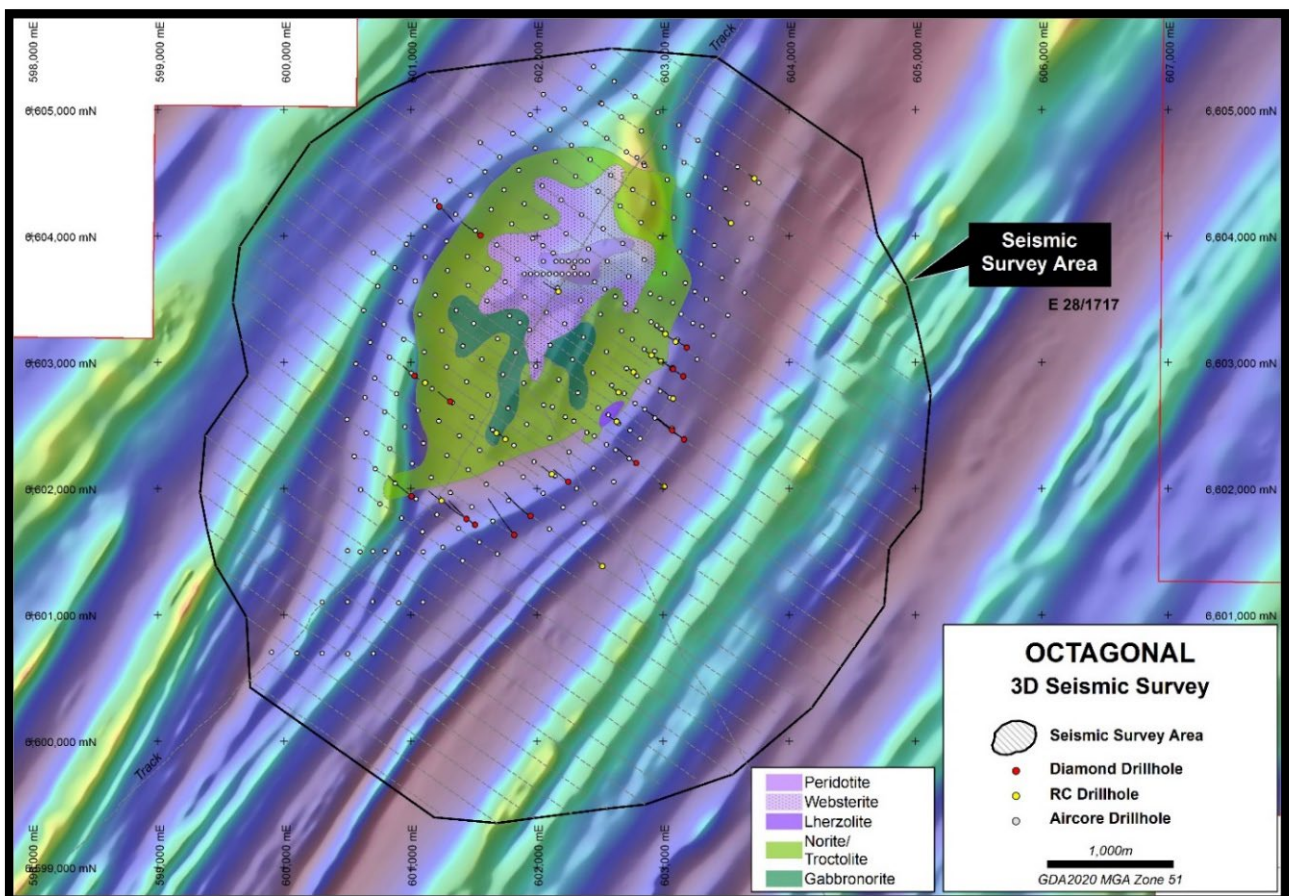 598,000 mE
599,000 mE
600,000 mE
601,000 mE
602,000 mE
603,000 mE
604,000 mE
605,000 mE
606,000 mE
607,000 mE
Track
6,605,000 mN
6,605,000 mN
6,604,000 mN
6,604,000 mN
Seismic
Survey Area
E 28/1717
6,603,000 mN
6,603,000 mN
6,602,000 mN
6,602,000 mN
6,601,000 mN
6,601,000 mN
6,600,000 mN
Track
6,599,000 mN
598,000 mE
599,000 mE
600,000 mE
601,000 mE
602,000 mE
603,000 mE
Peridotite
Websterite
Lherzolite
Norite/
Troctolite
Gabbronorite
OCTAGONAL
3D Seismic Survey
Seismic Survey Area
Diamond Drillhole
RC Drillhole
Aircore Drillhole
1,000m
GDA2020 MGA Zone 51